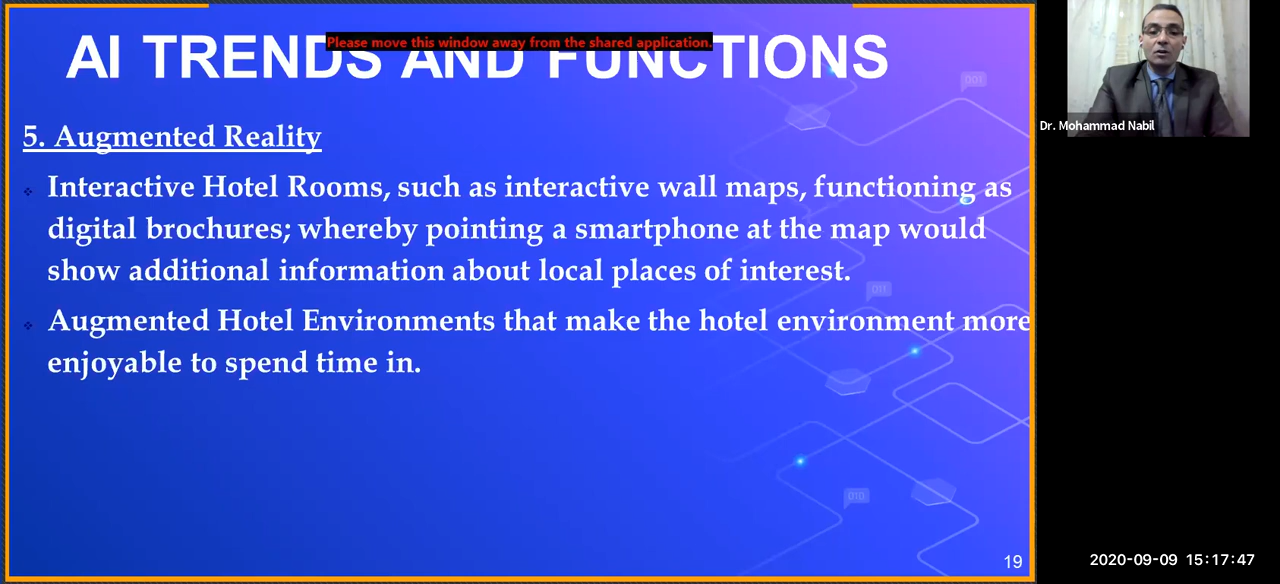 AI TRENDS AND FUNCTIONS
Please move this window away from the shared application.
5. Augmented Reality
Interactive Hotel Rooms, such as interactive wall maps, functioning as
digital brochures; whereby pointing a smartphone at the map would
show additional information about local places of interest.
Augmented Hotel Environments that make the hotel environment more
enjoyable to spend time in.
001
011
010
19
Dr. Mohammad Nabil
2020-09-09 15:17:47